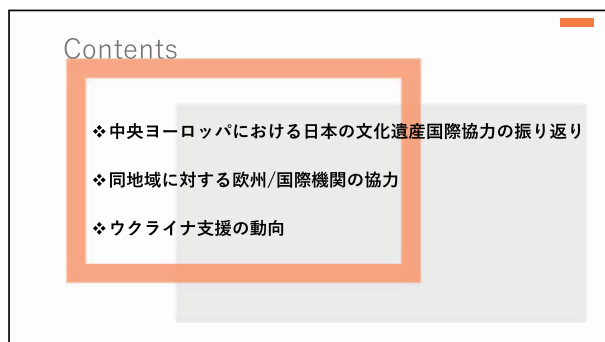 Contents
❖中央ヨーロッパにおける日本の文化遺産国際協力の振り返り
❖同地域に対する欧州/国際機関の協力
❖ウクライナ支援の動向